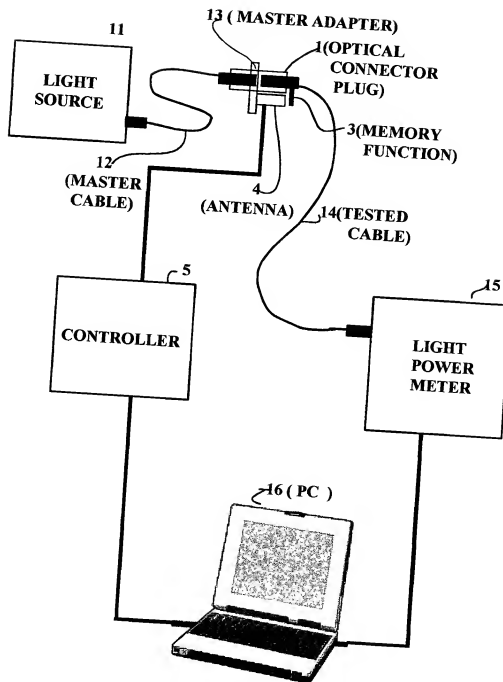 13 ( MASTER ADAPTER)
11
1(OPTICAL
CONNECTOR
PLUG)
LIGHT
SOURCE
3(MEMORY
FUNCTION)
12
(MASTER
CABLE)
4
(ANTENNA)
14(TESTED
CABLE)
5
15
CONTROLLER
LIGHT
POWER
METER
16 ( PC )